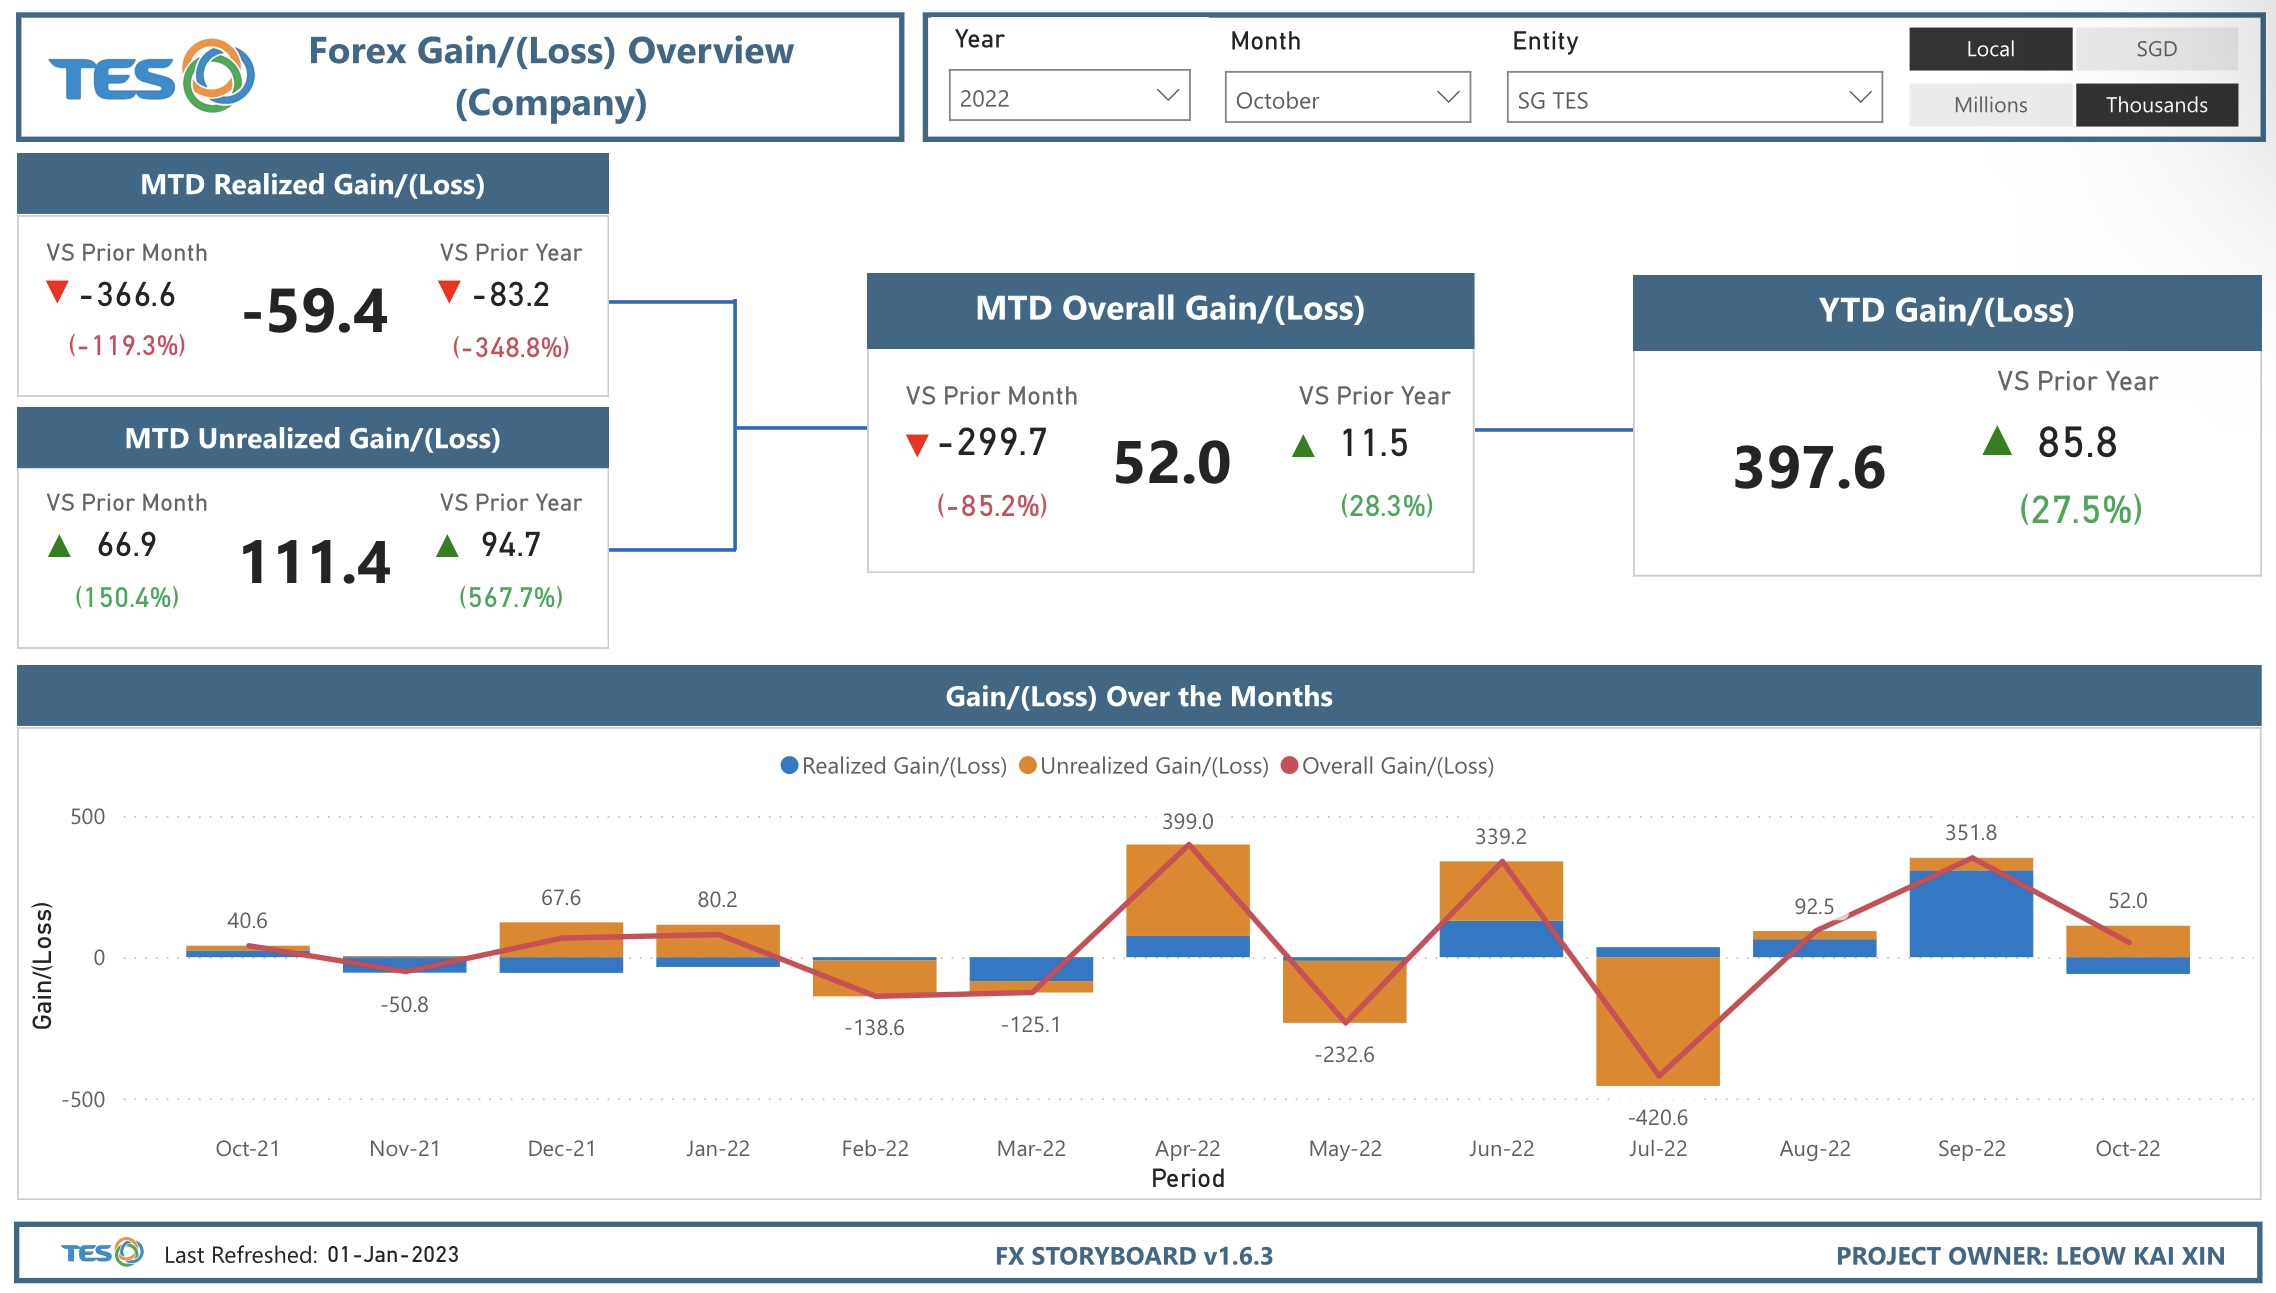 TES
Forex Gain/(Loss) Overview
(Company)
Year
Month
Entity
2022
October
SG TES
Local
SGD
Millions
Thousands
MTD Realized Gain/(Loss)
VS Prior Month
VS Prior Year
-366.6
-59.4
-83.2
(-119.3%)
(-348.8%)
MTD Unrealized Gain/(Loss)
VS Prior Month
VS Prior Year
66.9
111.4
94.7
(150.4%)
(567.7%)
MTD Overall Gain/(Loss)
VS Prior Month
VS Prior Year
-299.7
52.0
11.5
(-85.2%)
(28.3%)
YTD Gain/(Loss)
VS Prior Year
397.6
85.8
(27.5%)
Gain/(Loss) Over the Months
Realized Gain/(Loss)
Unrealized Gain/(Loss)
Overall Gain/(Loss)
Gain/(Loss)
500
0
-500
40.6
-50.8
67.6
80.2
-138.6
-125.1
399.0
-232.6
339.2
-420.6
92.5
351.8
52.0
Oct-21
Nov-21
Dec-21
Jan-22
Feb-22
Mar-22
Apr-22
May-22
Jun-22
Jul-22
Aug-22
Sep-22
Oct-22
Period
TES
Last Refreshed: 01-Jan-2023
FX STORYBOARD v1.6.3
PROJECT OWNER: LEOW KAI XIN